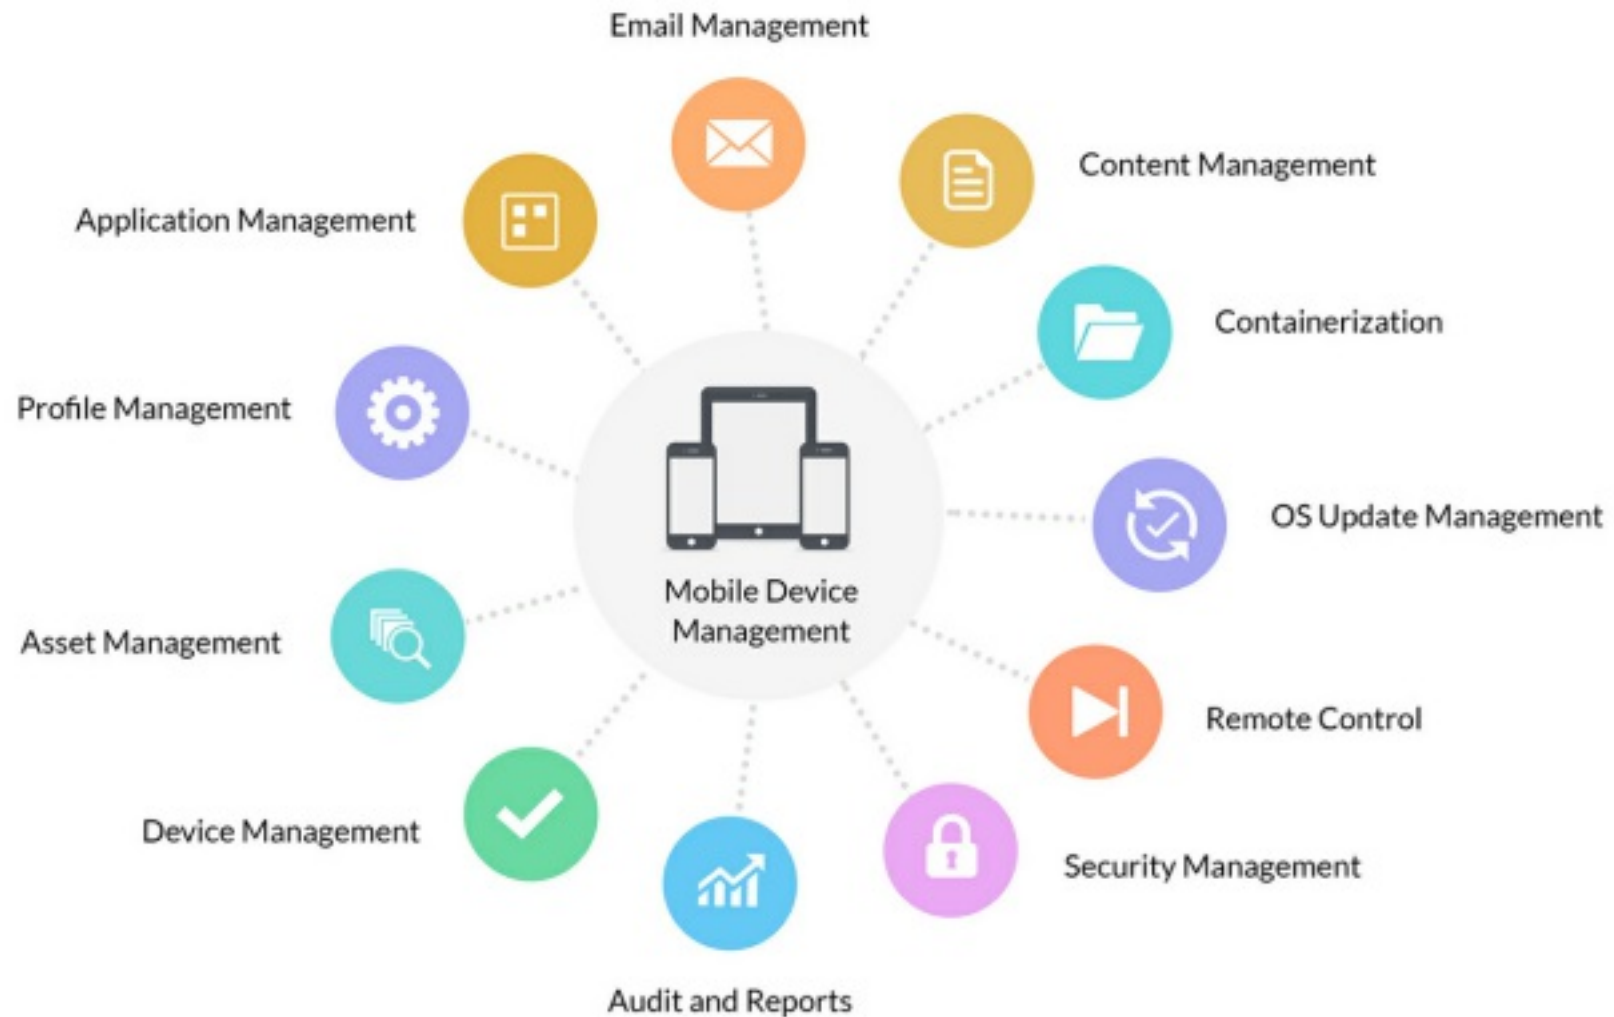 Email Management
Content Management
Application Management
Containerization
Profile Management
OS Update Management
Mobile Device
Management
Asset Management
Remote Control
Device Management
Security Management
Audit and Reports